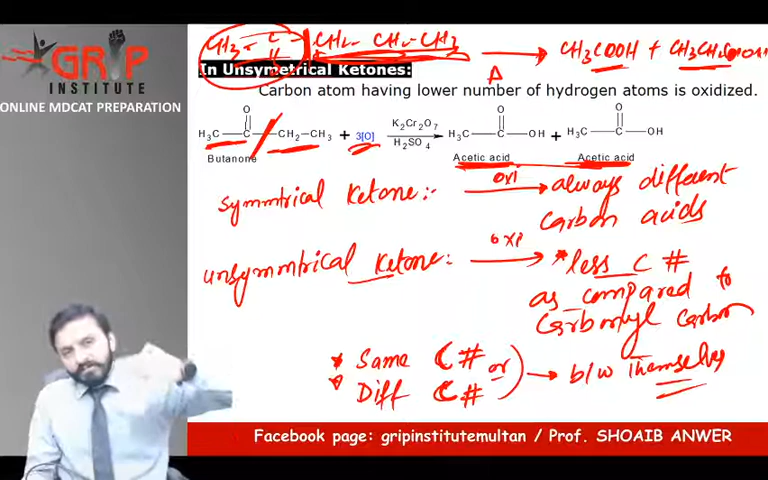 CH3 - C CH2 - CH2 - CH3 → CH3COOH + CH3CH2COOH
Δ
GRIP
INSTITUTE
ONLINE MDCAT PREPARATION
In Unsymetrical Ketones:
Carbon atom having lower number of hydrogen atoms is oxidized.
O O O
H3C—C—CH2—CH3 + 3[O] K2Cr2O7 H3C—C—OH + H3C—C—OH
H2SO4
Butanone Acetic acid Acetic acid
Symmtrical Ketone:- oxi → always different
carbon acids
unsymmtrical Ketone:- oxi → *less C #
as compared to
Carbonyl Carbon
* Same C# or
* Diff C# ) → b/w themselves
Facebook page: gripinstitutemultan / Prof. SHOAIB ANWER